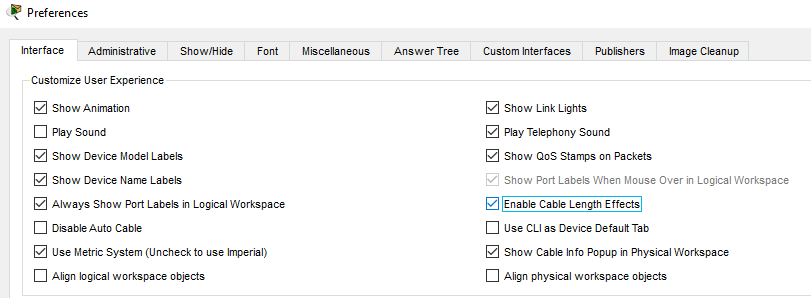 Preferences
Interface Administrative Show/Hide Font Miscellaneous Answer Tree Custom Interfaces Publishers Image Cleanup
Customize User Experience
Show Animation Show Link Lights
Play Sound Play Telephony Sound
Show Device Model Labels Show QoS Stamps on Packets
Show Device Name Labels Show Port Labels When Mouse Over in Logical Workspace
Always Show Port Labels in Logical Workspace Enable Cable Length Effects
Disable Auto Cable Use CLI as Device Default Tab
Use Metric System (Uncheck to use Imperial) Show Cable Info Popup in Physical Workspace
Align logical workspace objects Align physical workspace objects